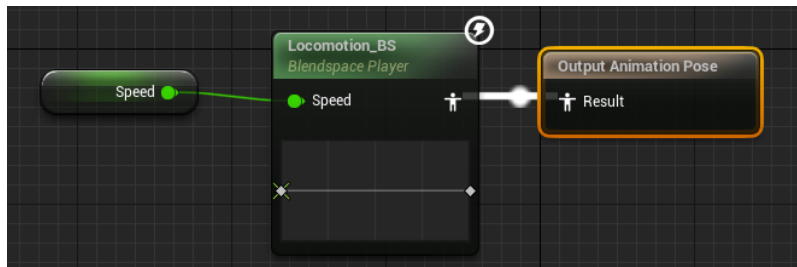 Speed
Locomotion_BS
Blendspace Player
Speed
Output Animation Pose
Result